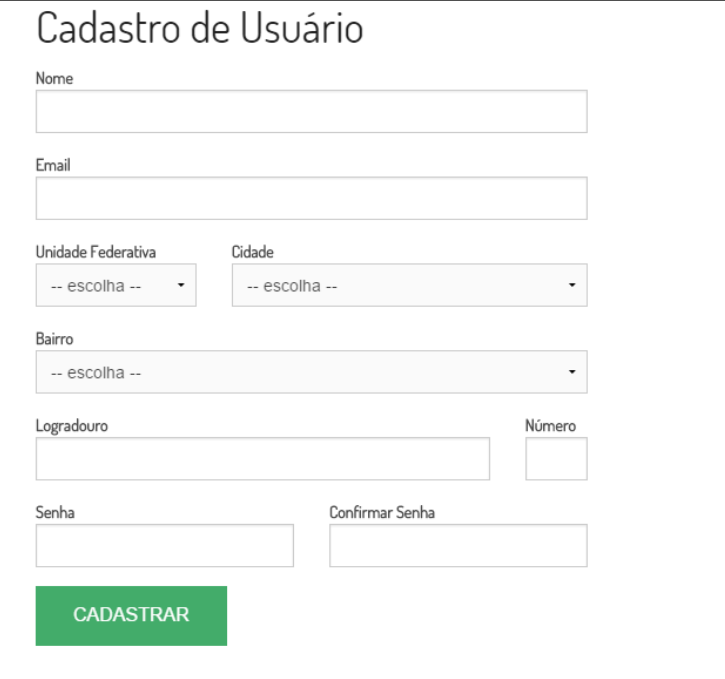 Cadastro de Usuário
Nome
Email
Unidade Federativa Cidade
-- escolha -- -- escolha --
Bairro
-- escolha --
Logradouro Número
Senha Confirmar Senha
CADASTRAR